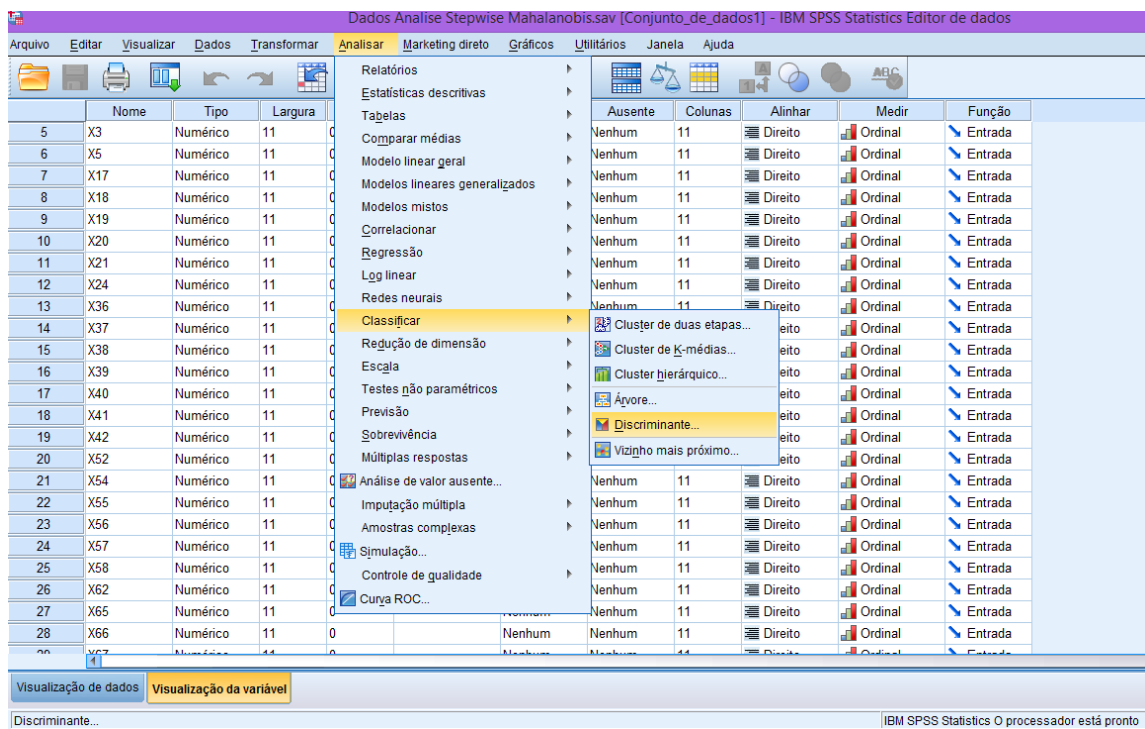 Dados Analise Stepwise Mahalanobis.sav [Conjunto_de_dados1] - IBM SPSS Statistics Editor de dados
Arquivo Editar Visualizar Dados Transformar Analisar Marketing direto Gráficos Utilitários Janela Ajuda
Relatórios
Estatísticas descritivas
Tabelas
Comparar médias
Modelo linear geral
Modelos lineares generalizados
Modelos mistos
Correlacionar
Regressão
Log linear
Redes neurais
Classificar
Redução de dimensão
Escala
Testes não paramétricos
Previsão
Sobrevivência
Múltiplas respostas
Análise de valor ausente...
Imputação múltipla
Amostras complexas
Simulação...
Controle de qualidade
Curva ROC...
Cluster de duas etapas...
Cluster de K-médias...
Cluster hierárquico...
Árvore...
Discriminante...
Vizinho mais próximo...
Nome Tipo Largura Ausente Colunas Alinhar Medir Função
5 X3 Numérico 11 Nenhum 11 Direito Ordinal Entrada
6 X5 Numérico 11 Nenhum 11 Direito Ordinal Entrada
7 X17 Numérico 11 Nenhum 11 Direito Ordinal Entrada
8 X18 Numérico 11 Nenhum 11 Direito Ordinal Entrada
9 X19 Numérico 11 Nenhum 11 Direito Ordinal Entrada
10 X20 Numérico 11 Nenhum 11 Direito Ordinal Entrada
11 X21 Numérico 11 Nenhum 11 Direito Ordinal Entrada
12 X24 Numérico 11 Nenhum 11 Direito Ordinal Entrada
13 X36 Numérico 11 Nenhum 11 Direito Ordinal Entrada
14 X37 Numérico 11 eito Ordinal Entrada
15 X38 Numérico 11 eito Ordinal Entrada
16 X39 Numérico 11 eito Ordinal Entrada
17 X40 Numérico 11 eito Ordinal Entrada
18 X41 Numérico 11 eito Ordinal Entrada
19 X42 Numérico 11 eito Ordinal Entrada
20 X52 Numérico 11 eito Ordinal Entrada
21 X54 Numérico 11 Nenhum 11 Direito Ordinal Entrada
22 X55 Numérico 11 Nenhum 11 Direito Ordinal Entrada
23 X56 Numérico 11 Nenhum 11 Direito Ordinal Entrada
24 X57 Numérico 11 Nenhum 11 Direito Ordinal Entrada
25 X58 Numérico 11 Nenhum 11 Direito Ordinal Entrada
26 X62 Numérico 11 Nenhum 11 Direito Ordinal Entrada
27 X65 Numérico 11 Nenhum 11 Direito Ordinal Entrada
28 X66 Numérico 11 0 Nenhum Nenhum 11 Direito Ordinal Entrada
Visualização de dados Visualização da variável
Discriminante... IBM SPSS Statistics O processador está pronto